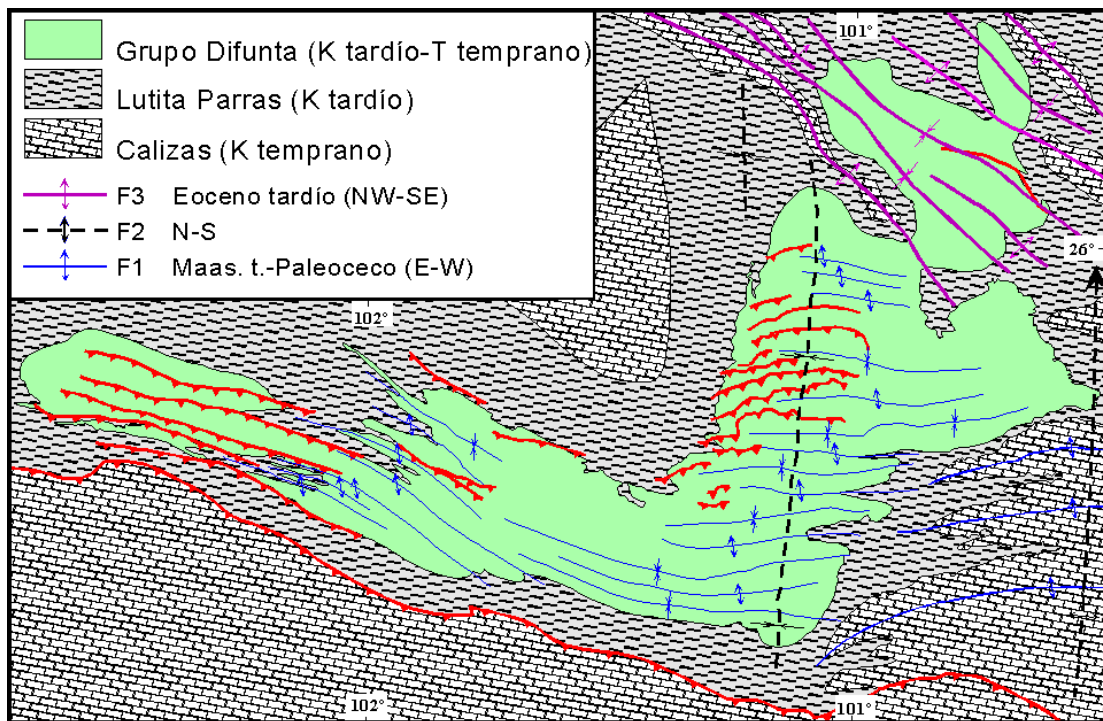 Grupo Difunta (K tardío-T temprano)
Lutita Parras (K tardío)
Calizas (K temprano)
F3 Eoceno tardío (NW-SE)
F2 N-S
F1 Maas. t.-Paleoceco (E-W)
101°
26°
102°
102°
101°